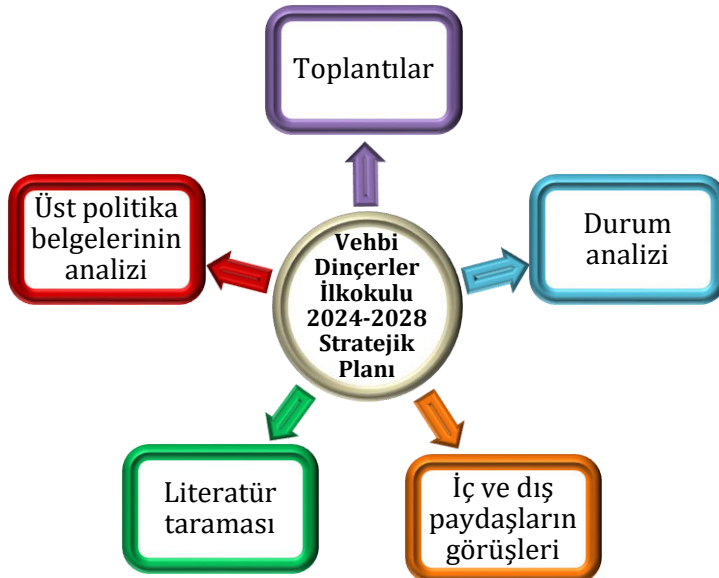 Toplantılar
Üst politika
belgelerinin
analizi
Vehbi
Dinçerler
İlkokulu
2024-2028
Stratejik
Planı
Durum
analizi
Literatür
taraması
İç ve dış
paydaşların
görüşleri